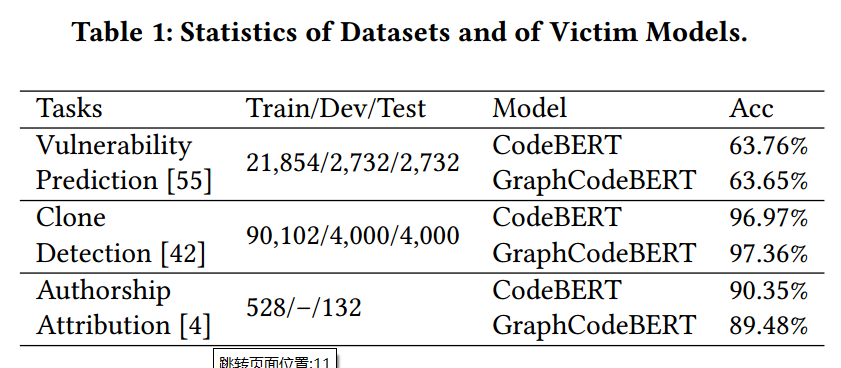 Table 1: Statistics of Datasets and of Victim Models.
Tasks Train/Dev/Test Model Acc
Vulnerability Prediction [55] 21,854/2,732/2,732 CodeBERT 63.76%
GraphCodeBERT 63.65%
Clone Detection [42] 90,102/4,000/4,000 CodeBERT 96.97%
GraphCodeBERT 97.36%
Authorship Attribution [4] 528/−/132 CodeBERT 90.35%
GraphCodeBERT 89.48%
跳转页面位置:11